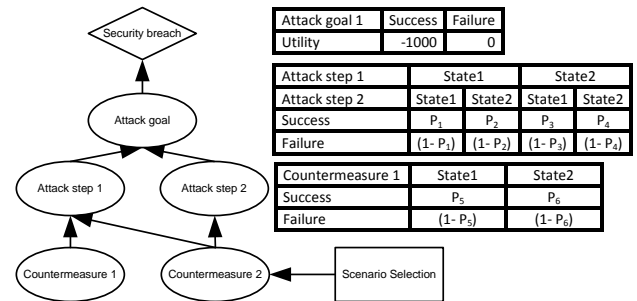 Security breach
Attack goal
Attack step 1
Attack step 2
Countermeasure 1
Countermeasure 2
Scenario Selection
Attack goal 1 Success Failure
Utility -1000 0
Attack step 1 State1 State2
Attack step 2 State1 State2 State1 State2
Success P₁ P₂ P₃ P₄
Failure (1- P₁) (1- P₂) (1- P₃) (1- P₄)
Countermeasure 1 State1 State2
Success P₅ P₆
Failure (1- P₅) (1- P₆)